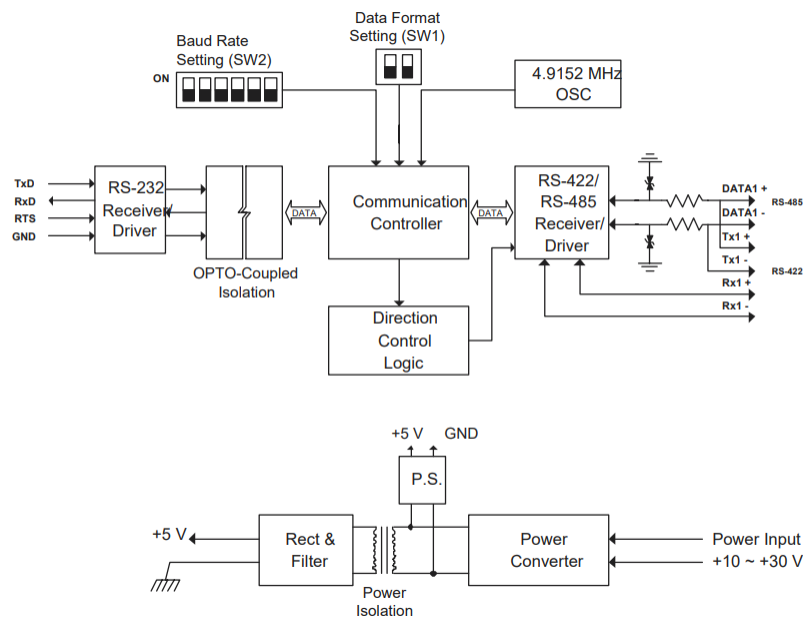 Data Format
Setting (SW1)
Baud Rate
Setting (SW2)
ON
4.9152 MHz
OSC
TxD
RxD
RTS
GND
RS-232
Receiver/
Driver
OPTO-Coupled
Isolation
DATA
Communication
Controller
DATA
RS-422/
RS-485
Receiver/
Driver
DATA1 +
RS-485
DATA1 -
Tx1 +
Tx1 -
RS-422
Rx1 +
Rx1 -
Direction
Control
Logic
+5 V
GND
P.S.
+5 V
Rect &
Filter
Power
Isolation
Power
Converter
Power Input
+10 ~ +30 V